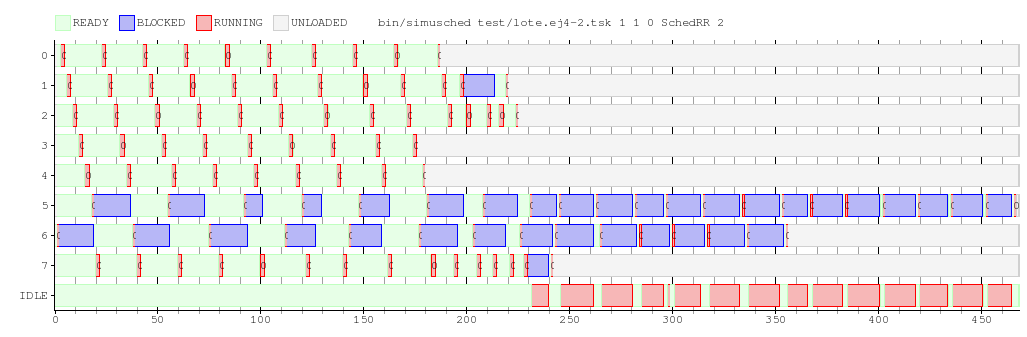 READY BLOCKED RUNNING UNLOADED bin/simusched test/lote.ej4-2.tsk 1 1 0 SchedRR 2
0
1
2
3
4
5
6
7
IDLE
0 50 100 150 200 250 300 350 400 450